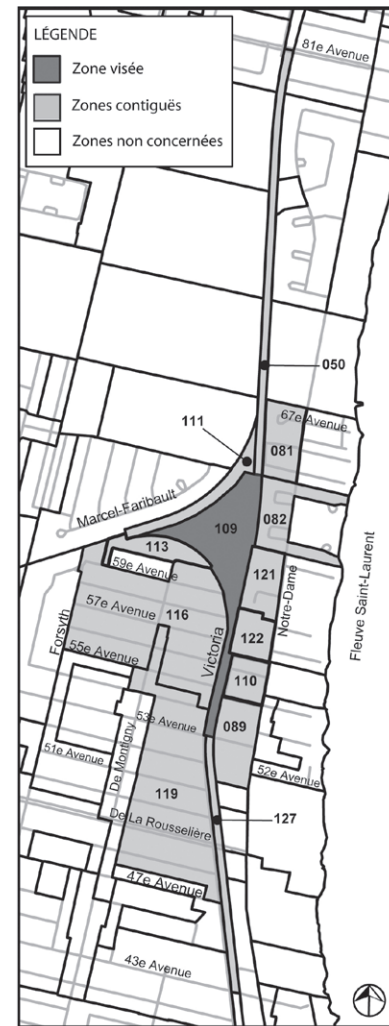 LÉGENDE
Zone visée
Zones contiguës
Zones non concernées
81e Avenue
050
67e Avenue
111
081
Marcel-Faribault
082
109
113
59e Avenue
121
Notre-Dame
Fleuve Saint-Laurent
57e Avenue
116
122
Forsyth
Victoria
55e Avenue
110
53e Avenue
089
51e Avenue
De Montigny
52e Avenue
119
De La Rousselière
127
47e Avenue
43e Avenue